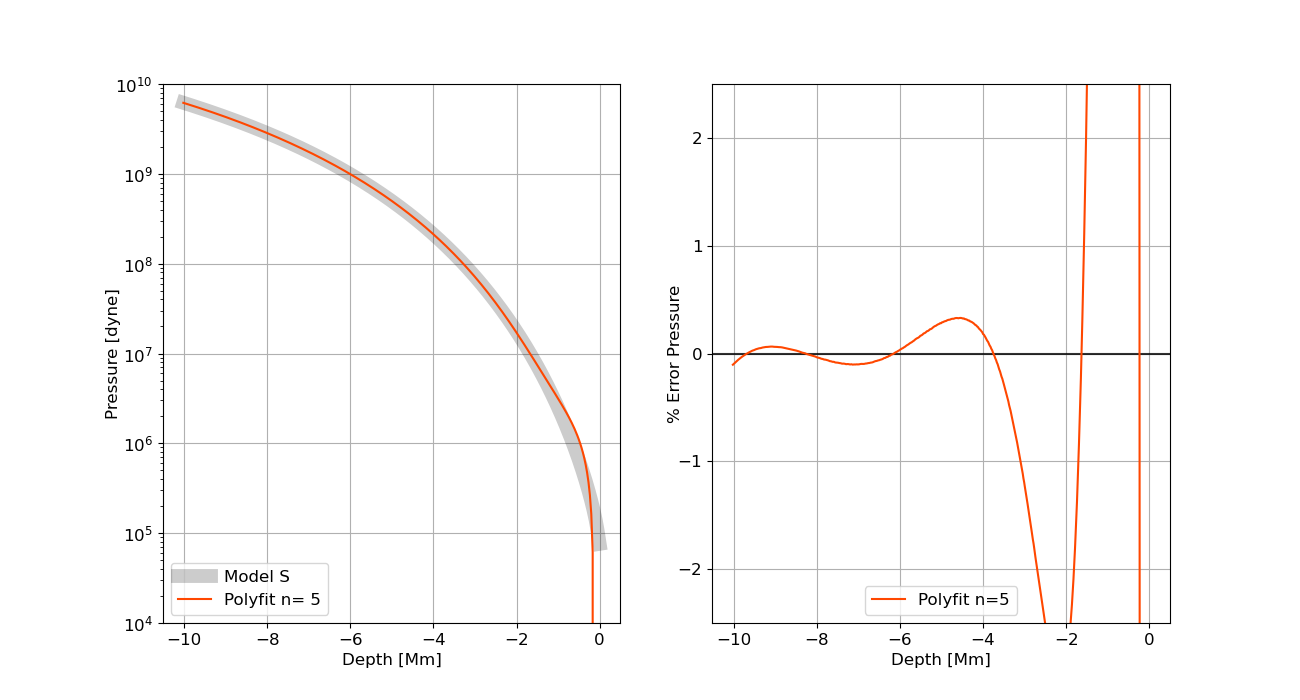 10^10
10^9
10^8
10^7
10^6
10^5
10^4
Pressure [dyne]
Model S
Polyfit n= 5
−10 −8 −6 −4 −2 0
Depth [Mm]
2
1
0
−1
−2
% Error Pressure
Polyfit n=5
−10 −8 −6 −4 −2 0
Depth [Mm]